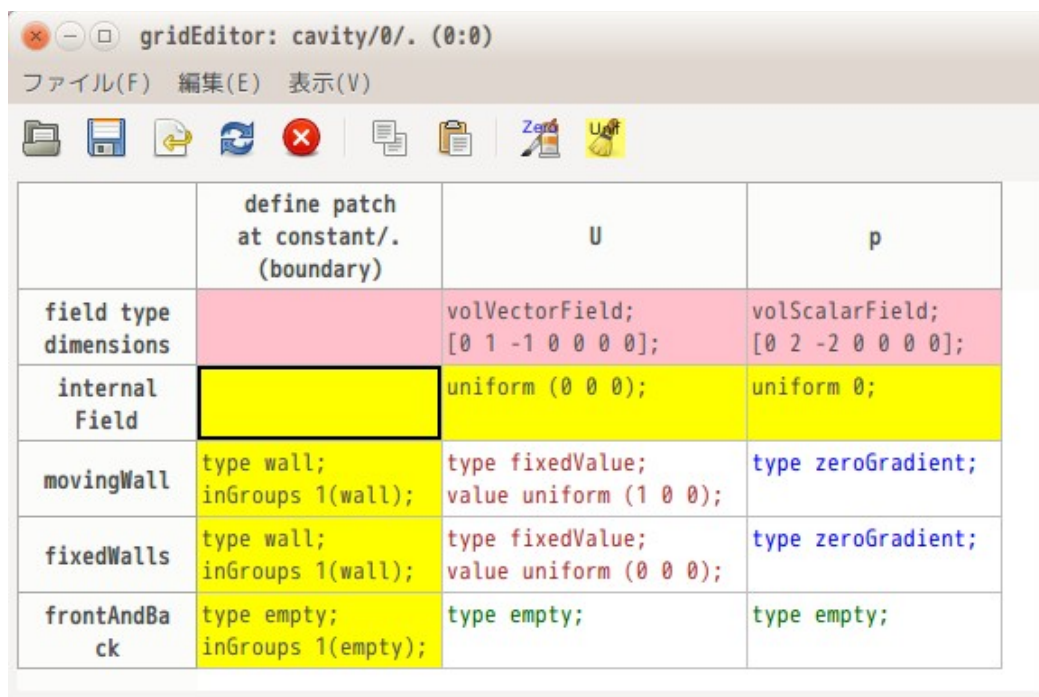 gridEditor: cavity/0/. (0:0)
ファイル(F) 編集(E) 表示(V)
Zero
Unif
define patch
at constant/.
(boundary)
U
p
field type
dimensions
volVectorField;
[0 1 -1 0 0 0 0];
volScalarField;
[0 2 -2 0 0 0 0];
internal
Field
uniform (0 0 0);
uniform 0;
movingWall
type wall;
inGroups 1(wall);
type fixedValue;
value uniform (1 0 0);
type zeroGradient;
fixedWalls
type wall;
inGroups 1(wall);
type fixedValue;
value uniform (0 0 0);
type zeroGradient;
frontAndBa
ck
type empty;
inGroups 1(empty);
type empty;
type empty;